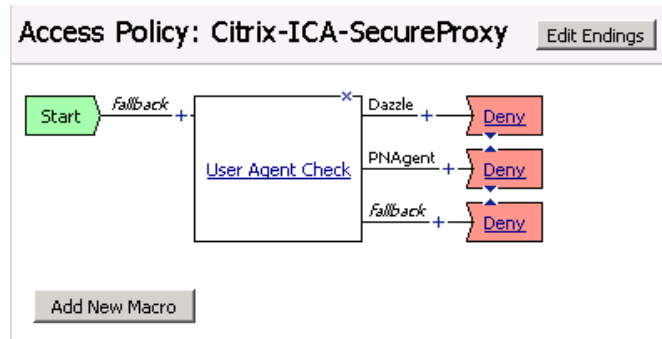 Access Policy: Citrix-ICA-SecureProxy Edit Endings
Start
Fallback
+
User Agent Check
×
Dazzle
+
Deny
PNAgent
+
Deny
Fallback
+
Deny
Add New Macro